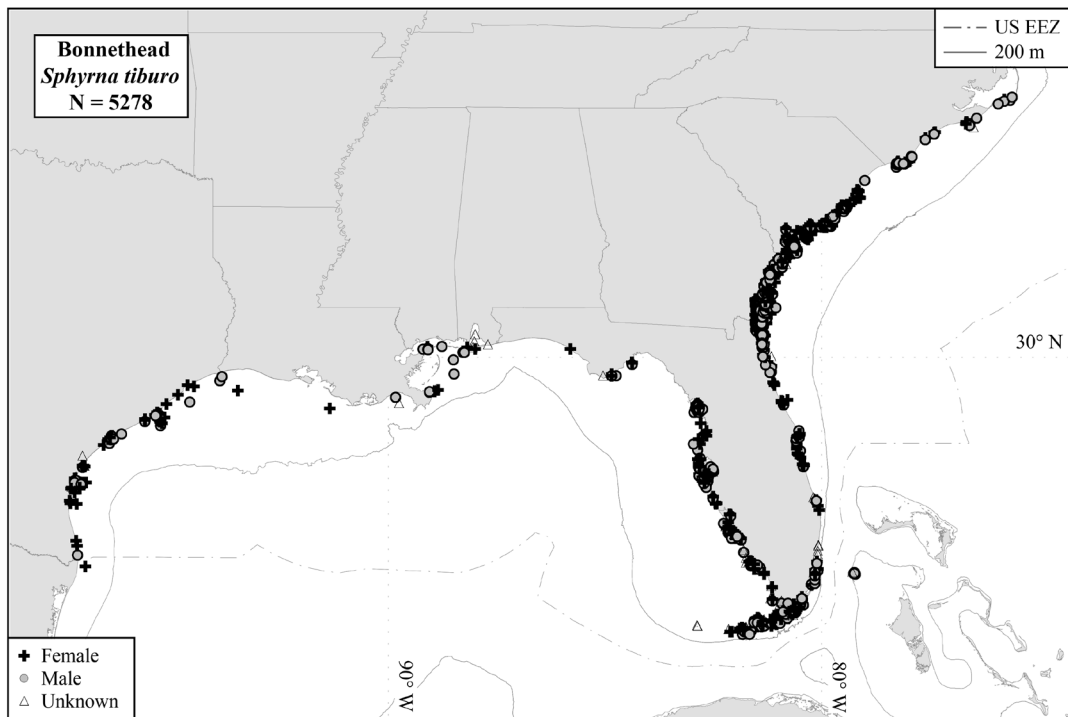 Bonnethead
Sphyrna tiburo
N = 5278
US EEZ
200 m
30° N
90° W
80° W
Female
Male
Unknown